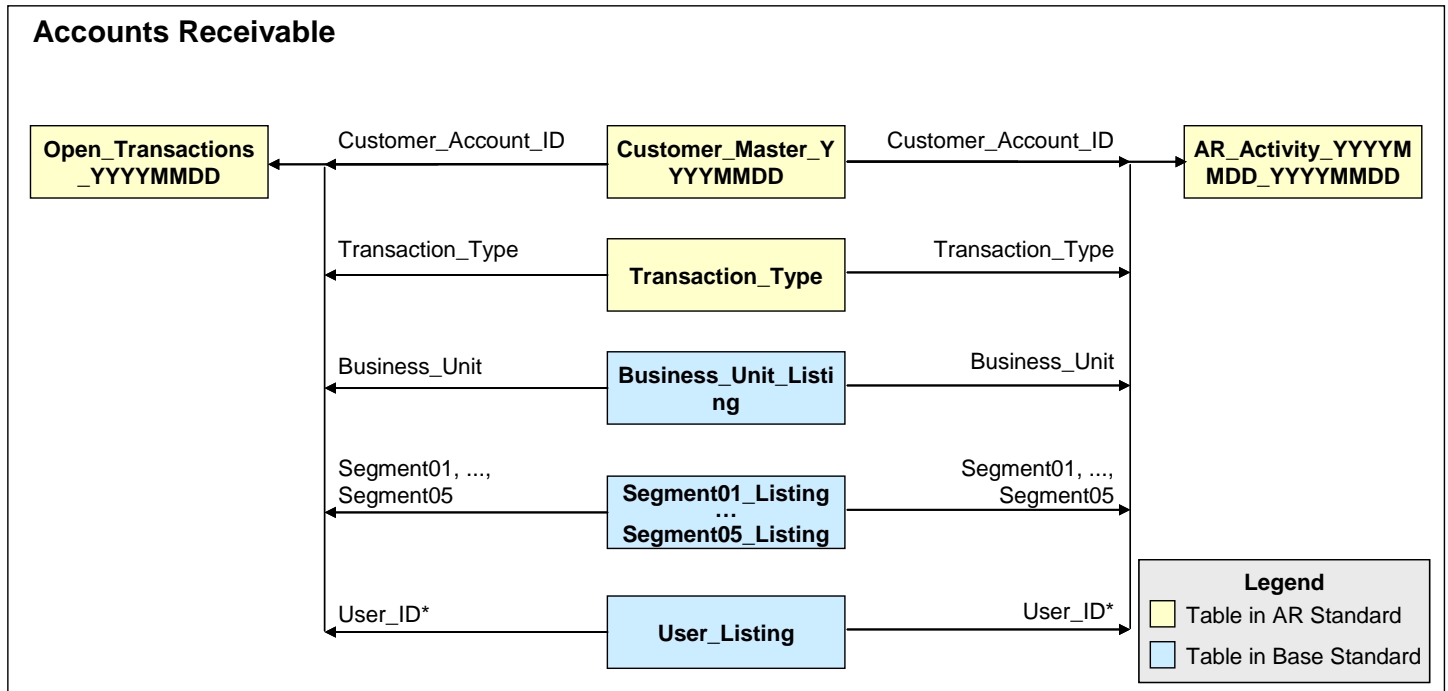 Accounts Receivable
Open_Transactions
_YYYYMMDD
Customer_Account_ID
Customer_Master_Y
YYYMMDD
Customer_Account_ID
AR_Activity_YYYYM
MDD_YYYYMMDD
Transaction_Type
Transaction_Type
Transaction_Type
Business_Unit
Business_Unit_Listi
ng
Business_Unit
Segment01, ...,
Segment05
Segment01_Listing
...
Segment05_Listing
Segment01, ...,
Segment05
User_ID*
User_Listing
User_ID*
Legend
Table in AR Standard
Table in Base Standard